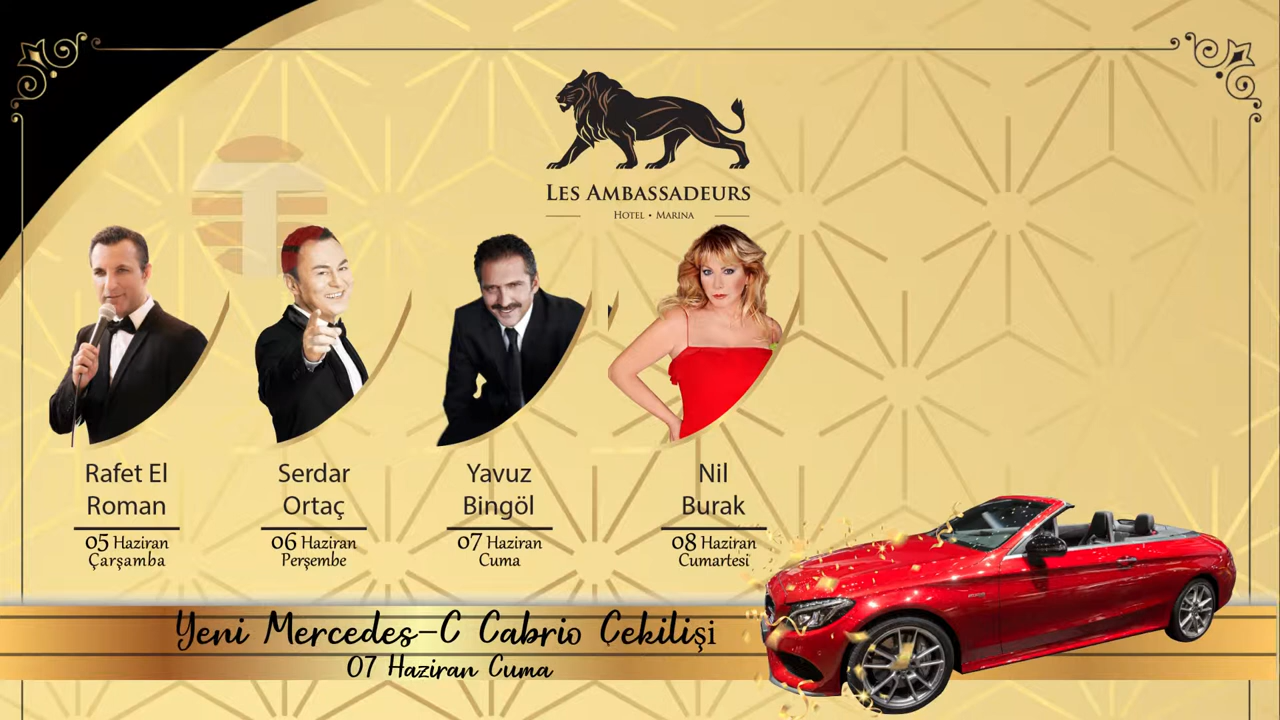 LES AMBASSADEURS
HOTEL • MARINA
Rafet El
Roman
05 Haziran
Çarşamba
Serdar
Ortaç
06 Haziran
Perşembe
Yavuz
Bingöl
07 Haziran
Cuma
Nil
Burak
08 Haziran
Cumartesi
Yeni Mercedes-C Cabrio Çekilişi
07 Haziran Cuma